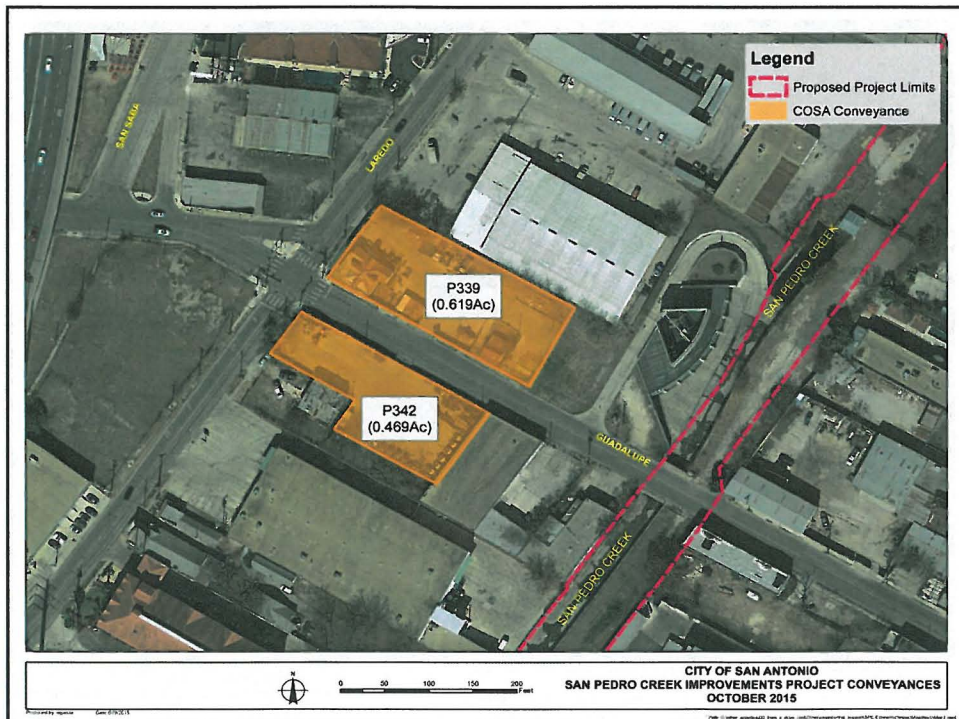 Legend
Proposed Project Limits
COSA Conveyance
SAN SABA
LAREDO
P339
(0.619Ac)
P342
(0.469Ac)
GUADALUPE
SAN PEDRO CREEK
SAN PEDRO CREEK
N
0 50 100 150 200
Feet
CITY OF SAN ANTONIO
SAN PEDRO CREEK IMPROVEMENTS PROJECT CONVEYANCES
OCTOBER 2015
Produced by